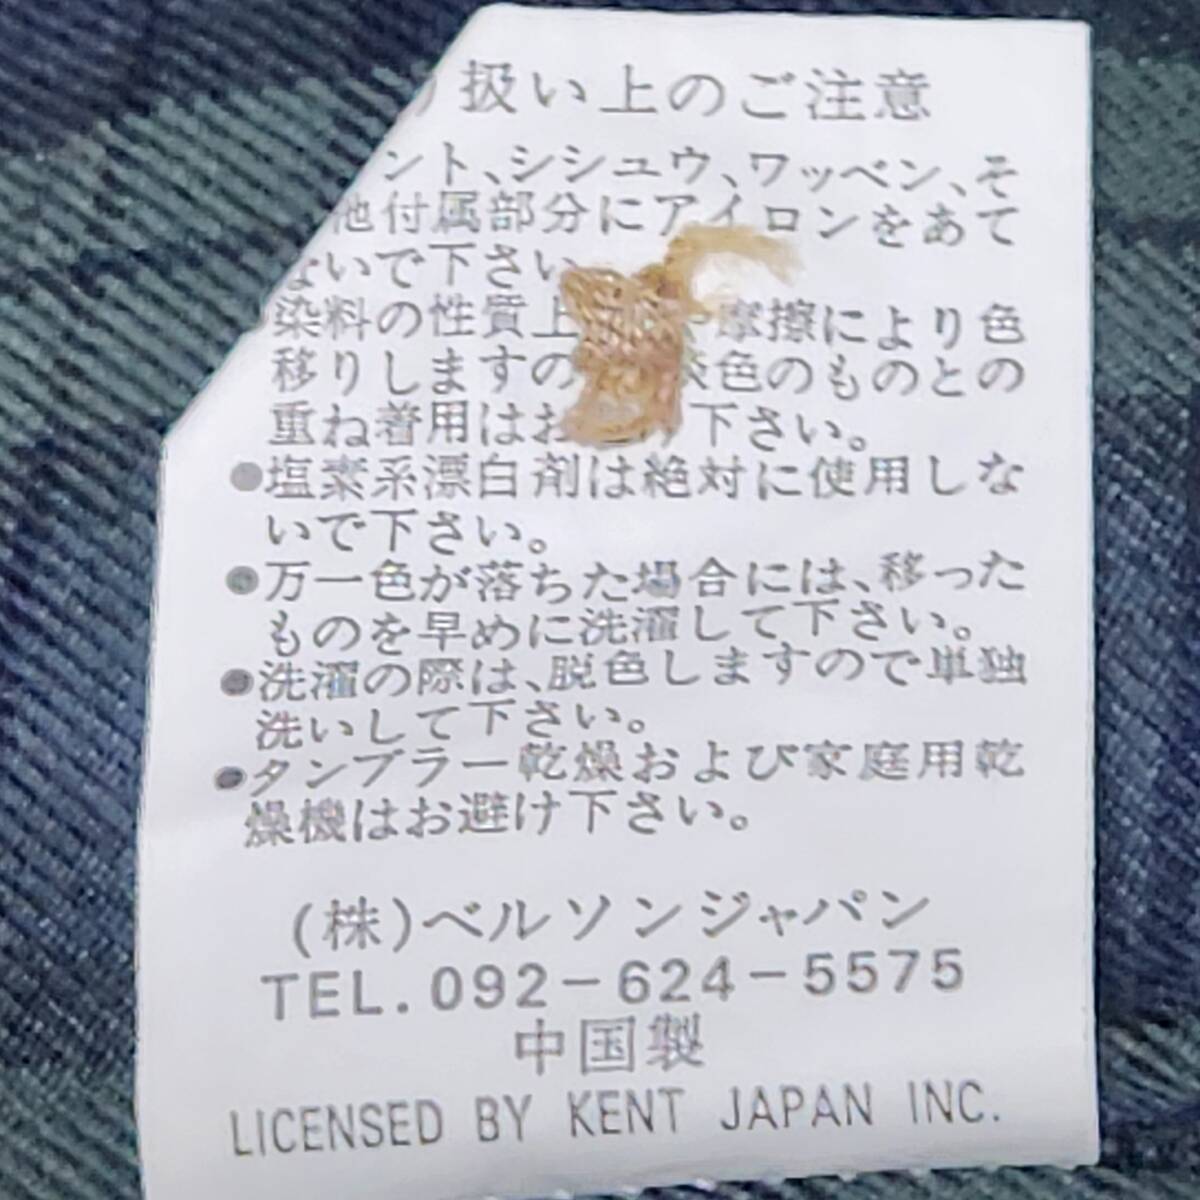 扱い上のご注意
ント、シシュウ、ワッペン、そ
他付属部分にアイロンをあて
ないで下さい
染料の性質上 摩擦により色
移りしますの 淡色のものとの
重ね着用はお け下さい。
●塩素系漂白剤は絶対に使用しな
いで下さい。
●万一色が落ちた場合には、移った
ものを早めに洗濯して下さい。
●洗濯の際は、脱色しますので単独
洗いして下さい。
●タンブラー乾燥および家庭用乾
燥機はお避け下さい。
(株)ベルソンジャパン
TEL.092-624-5575
中国製
LICENSED BY KENT JAPAN INC.